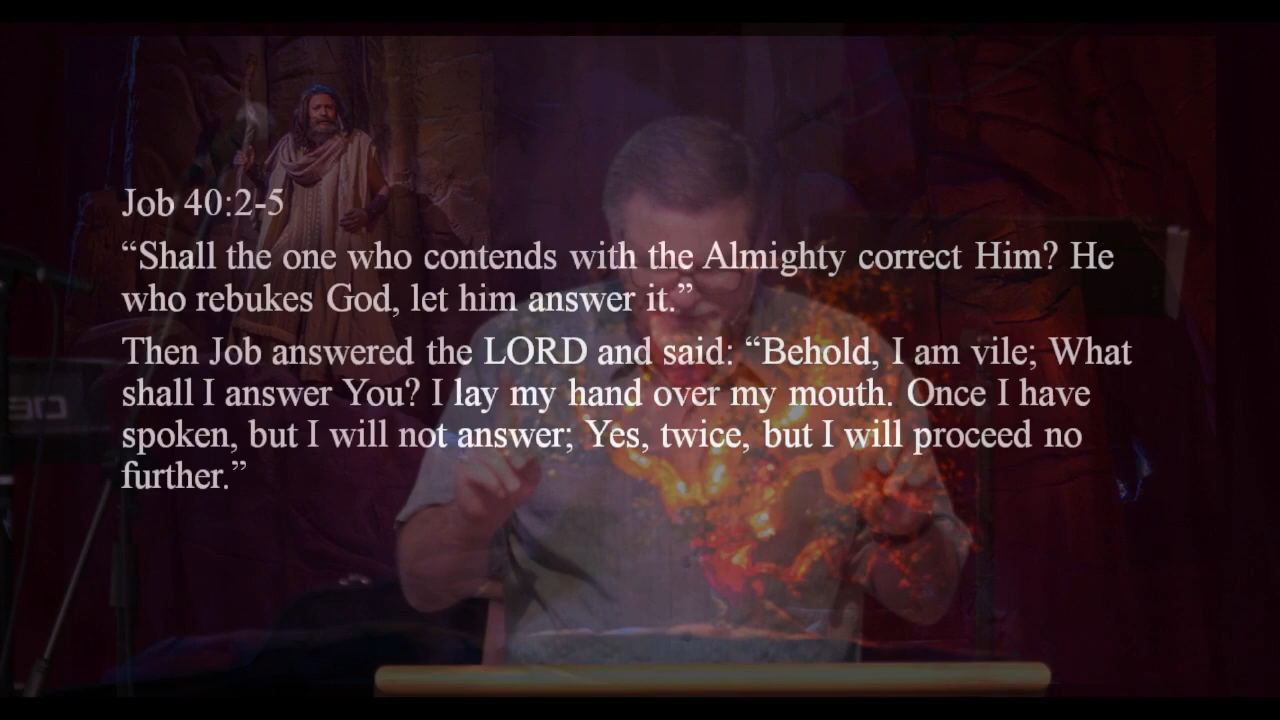 Job 40:2-5
“Shall the one who contends with the Almighty correct Him? He
who rebukes God, let him answer it.”
Then Job answered the LORD and said: “Behold, I am vile; What
shall I answer You? I lay my hand over my mouth. Once I have
spoken, but I will not answer; Yes, twice, but I will proceed no
further.”